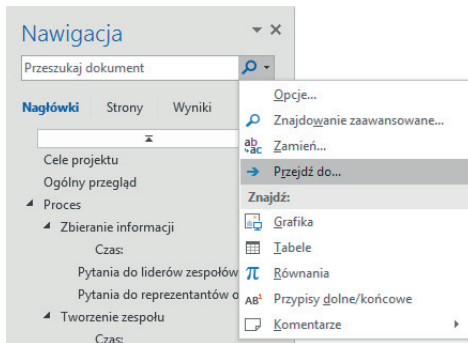 Nawigacja
Przeszukaj dokument
Nagłówki Strony Wyniki
Cele projektu
Ogólny przegląd
Proces
Zbieranie informacji
Czas:
Pytania do liderów zespołów
Pytania do reprezentantów o
Tworzenie zespołu
Czas:
Opcje...
Znajdowanie zaawansowane...
Zamień...
Przejdź do...
Znajdź:
Grafika
Tabele
Równania
Przypisy dolne/końcowe
Komentarze